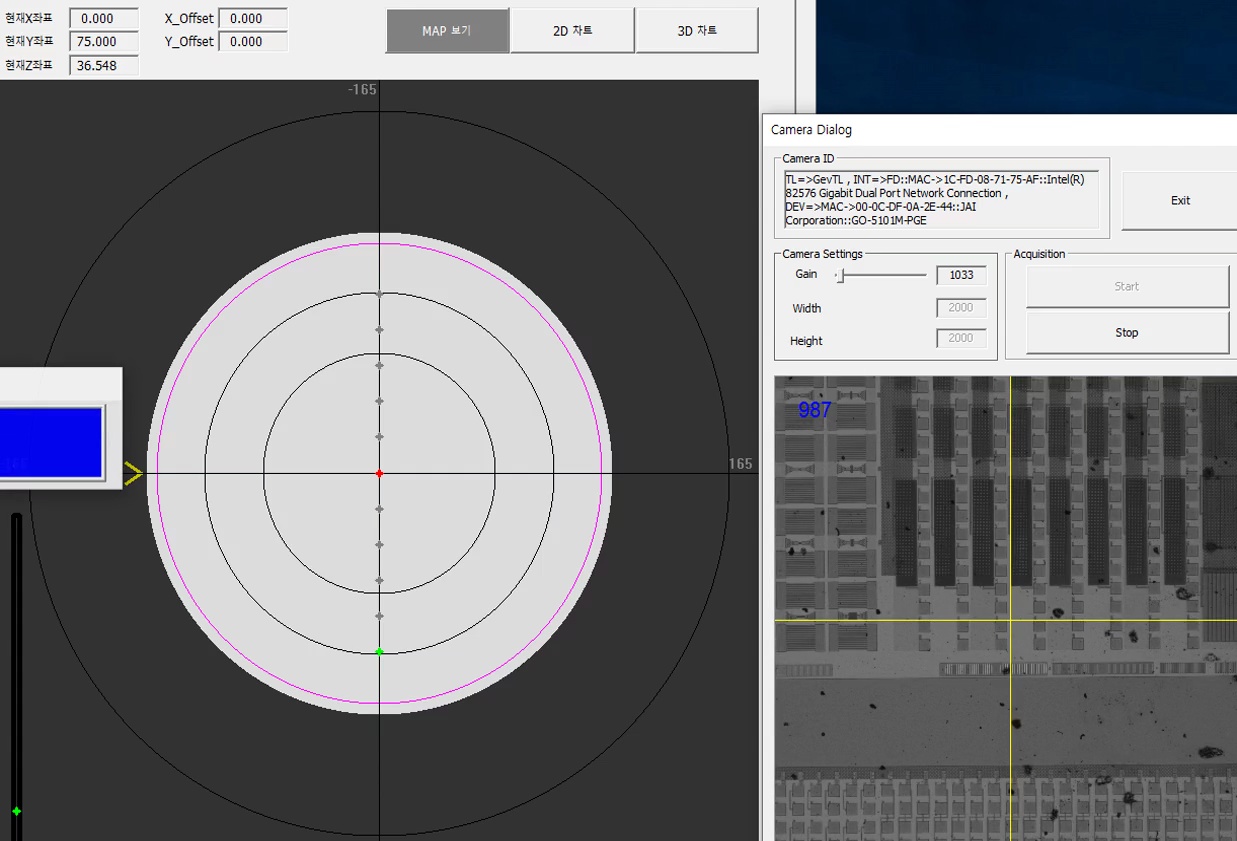 현재X좌표 0.000 X_Offset 0.000
현재Y좌표 75.000 Y_Offset 0.000
현재Z좌표 36.548
MAP 보기 2D 차트 3D 차트
-165
165
Camera Dialog
Camera ID
TL=>GevTL , INT=>FD::MAC->1C-FD-08-71-75-AF::Intel(R)
82576 Gigabit Dual Port Network Connection ,
DEV=>MAC->00-0C-DF-0A-2E-44::JAI
Corporation::GO-5101M-PGE
Exit
Camera Settings
Gain 1033
Width 2000
Height 2000
Acquisition
Start
Stop
987